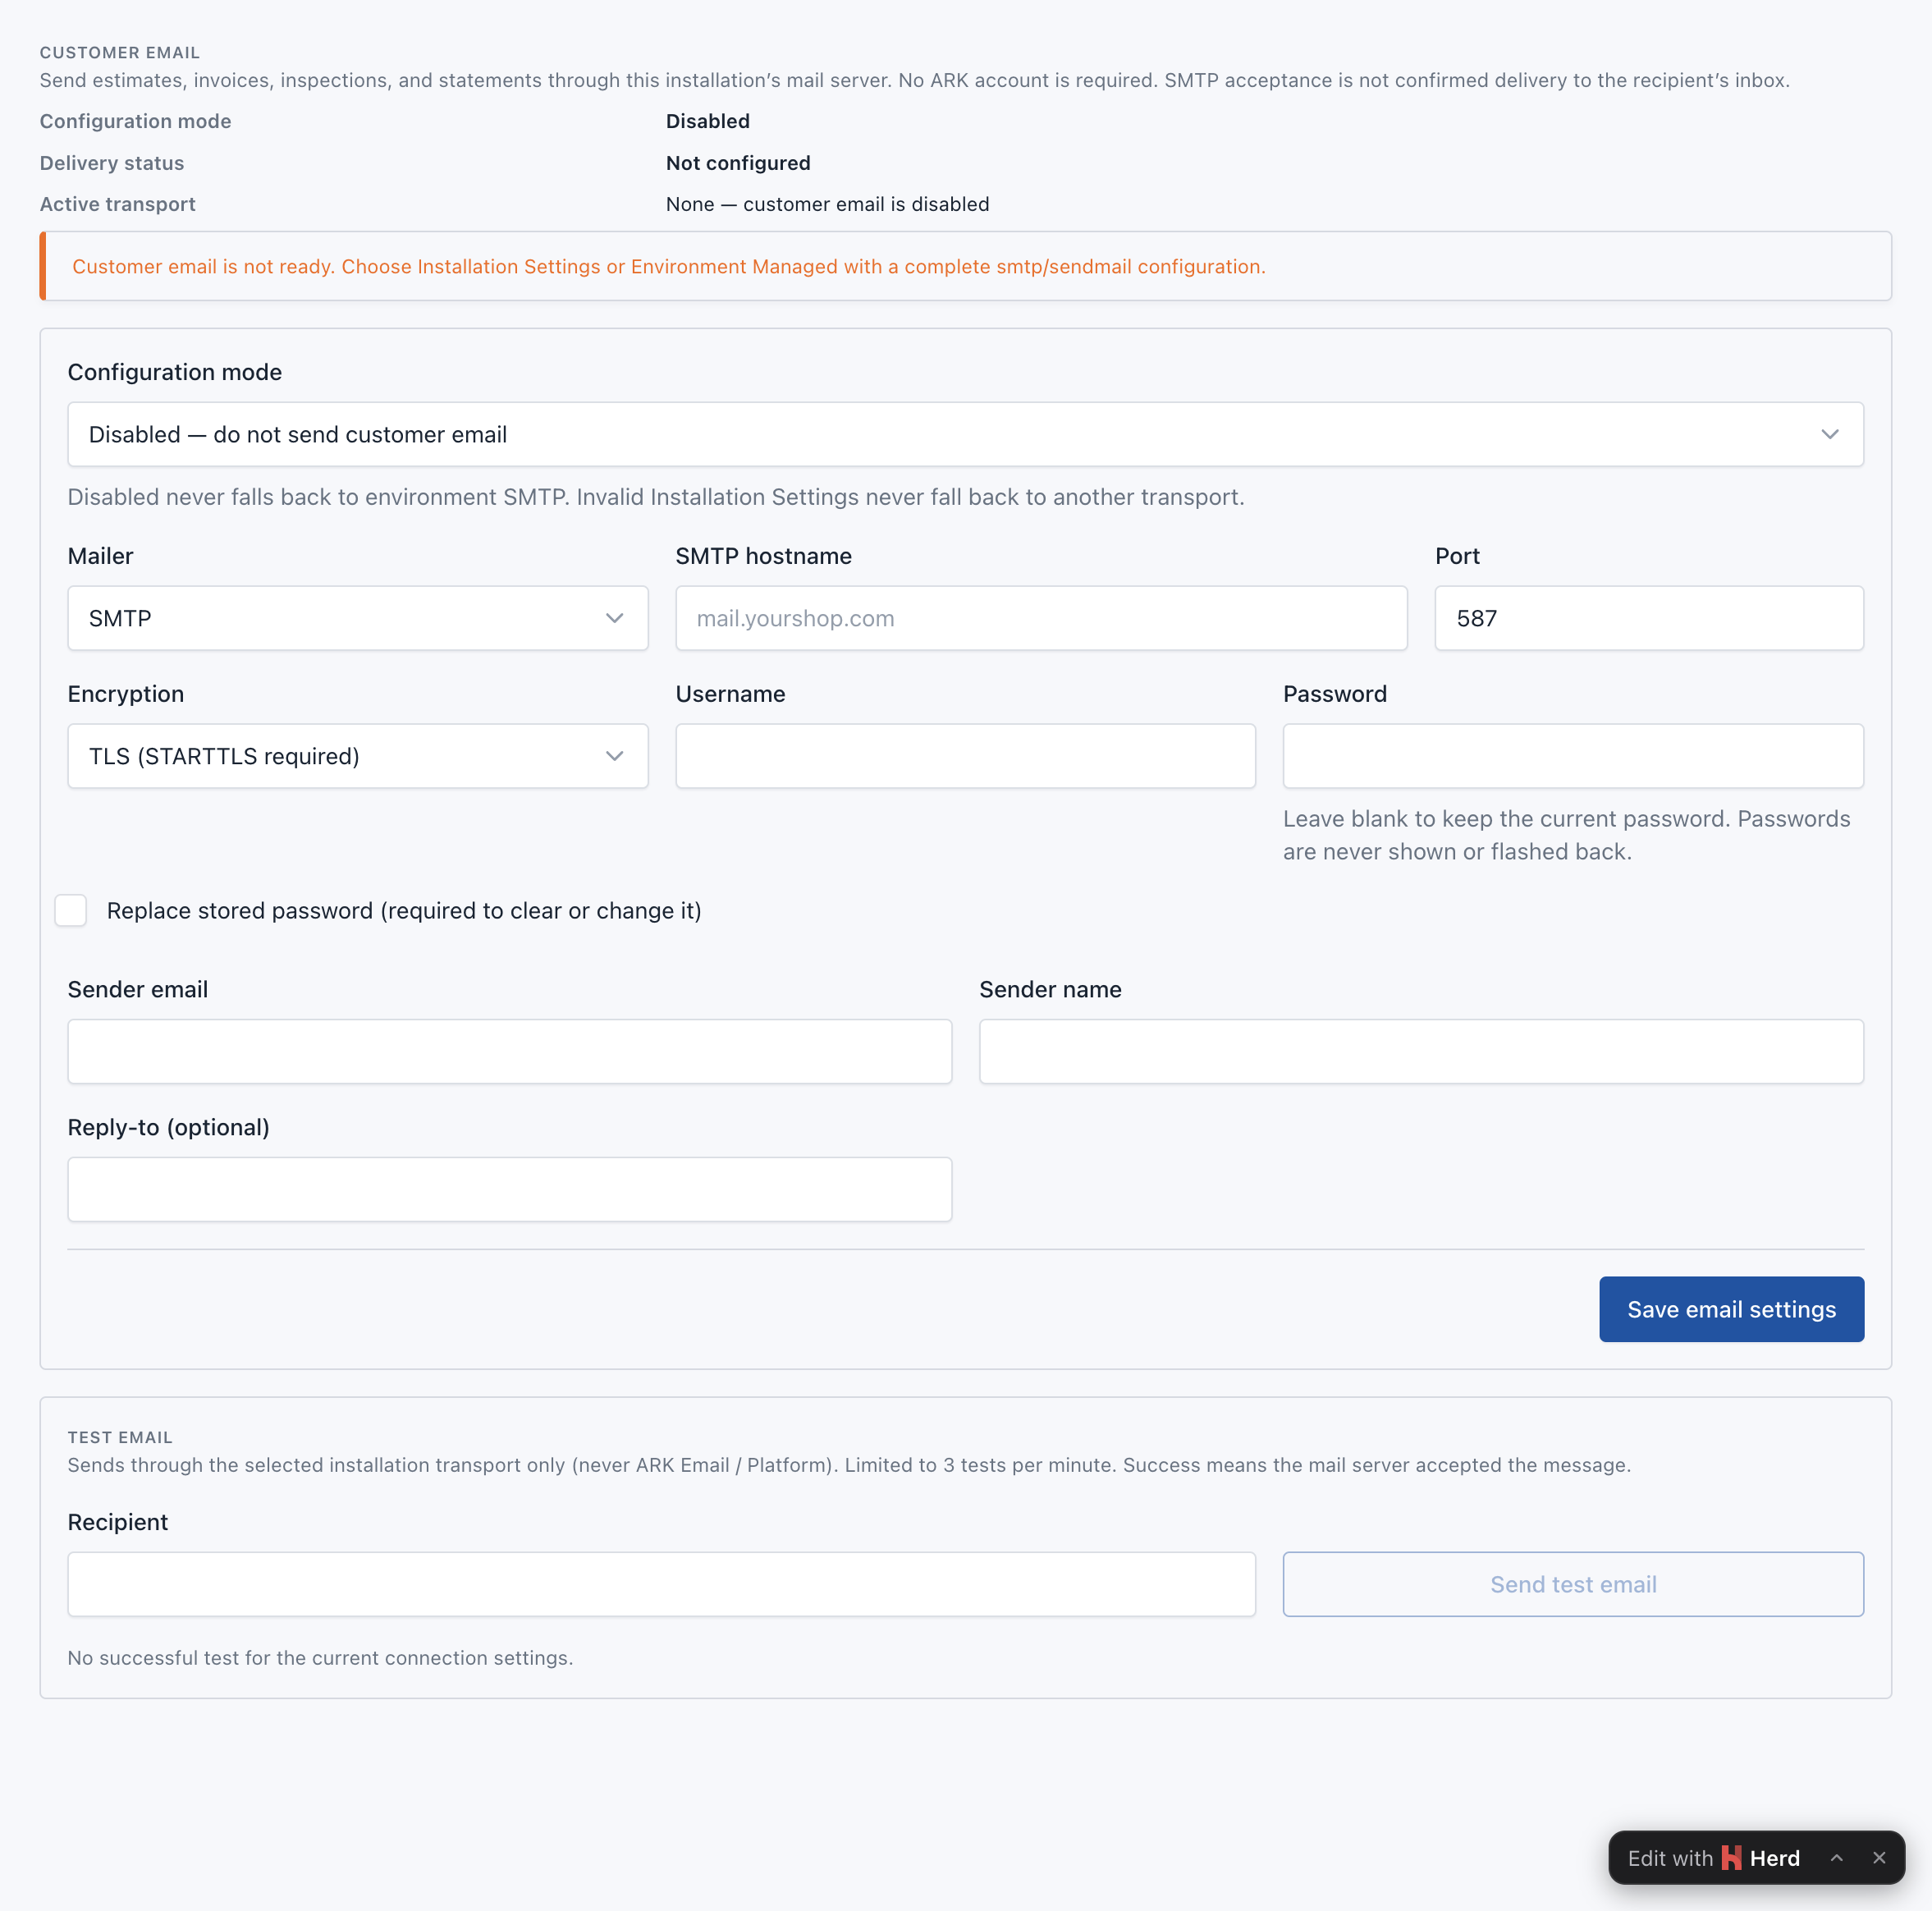 CUSTOMER EMAIL
Send estimates, invoices, inspections, and statements through this installation’s mail server. No ARK account is required. SMTP acceptance is not confirmed delivery to the recipient’s inbox.
Configuration mode Disabled
Delivery status Not configured
Active transport None — customer email is disabled
Customer email is not ready. Choose Installation Settings or Environment Managed with a complete smtp/sendmail configuration.
Configuration mode
Disabled — do not send customer email
Disabled never falls back to environment SMTP. Invalid Installation Settings never fall back to another transport.
Mailer SMTP hostname Port
SMTP mail.yourshop.com 587
Encryption Username Password
TLS (STARTTLS required)
Leave blank to keep the current password. Passwords
are never shown or flashed back.
Replace stored password (required to clear or change it)
Sender email Sender name
Reply-to (optional)
Save email settings
TEST EMAIL
Sends through the selected installation transport only (never ARK Email / Platform). Limited to 3 tests per minute. Success means the mail server accepted the message.
Recipient
Send test email
No successful test for the current connection settings.
Edit with Herd